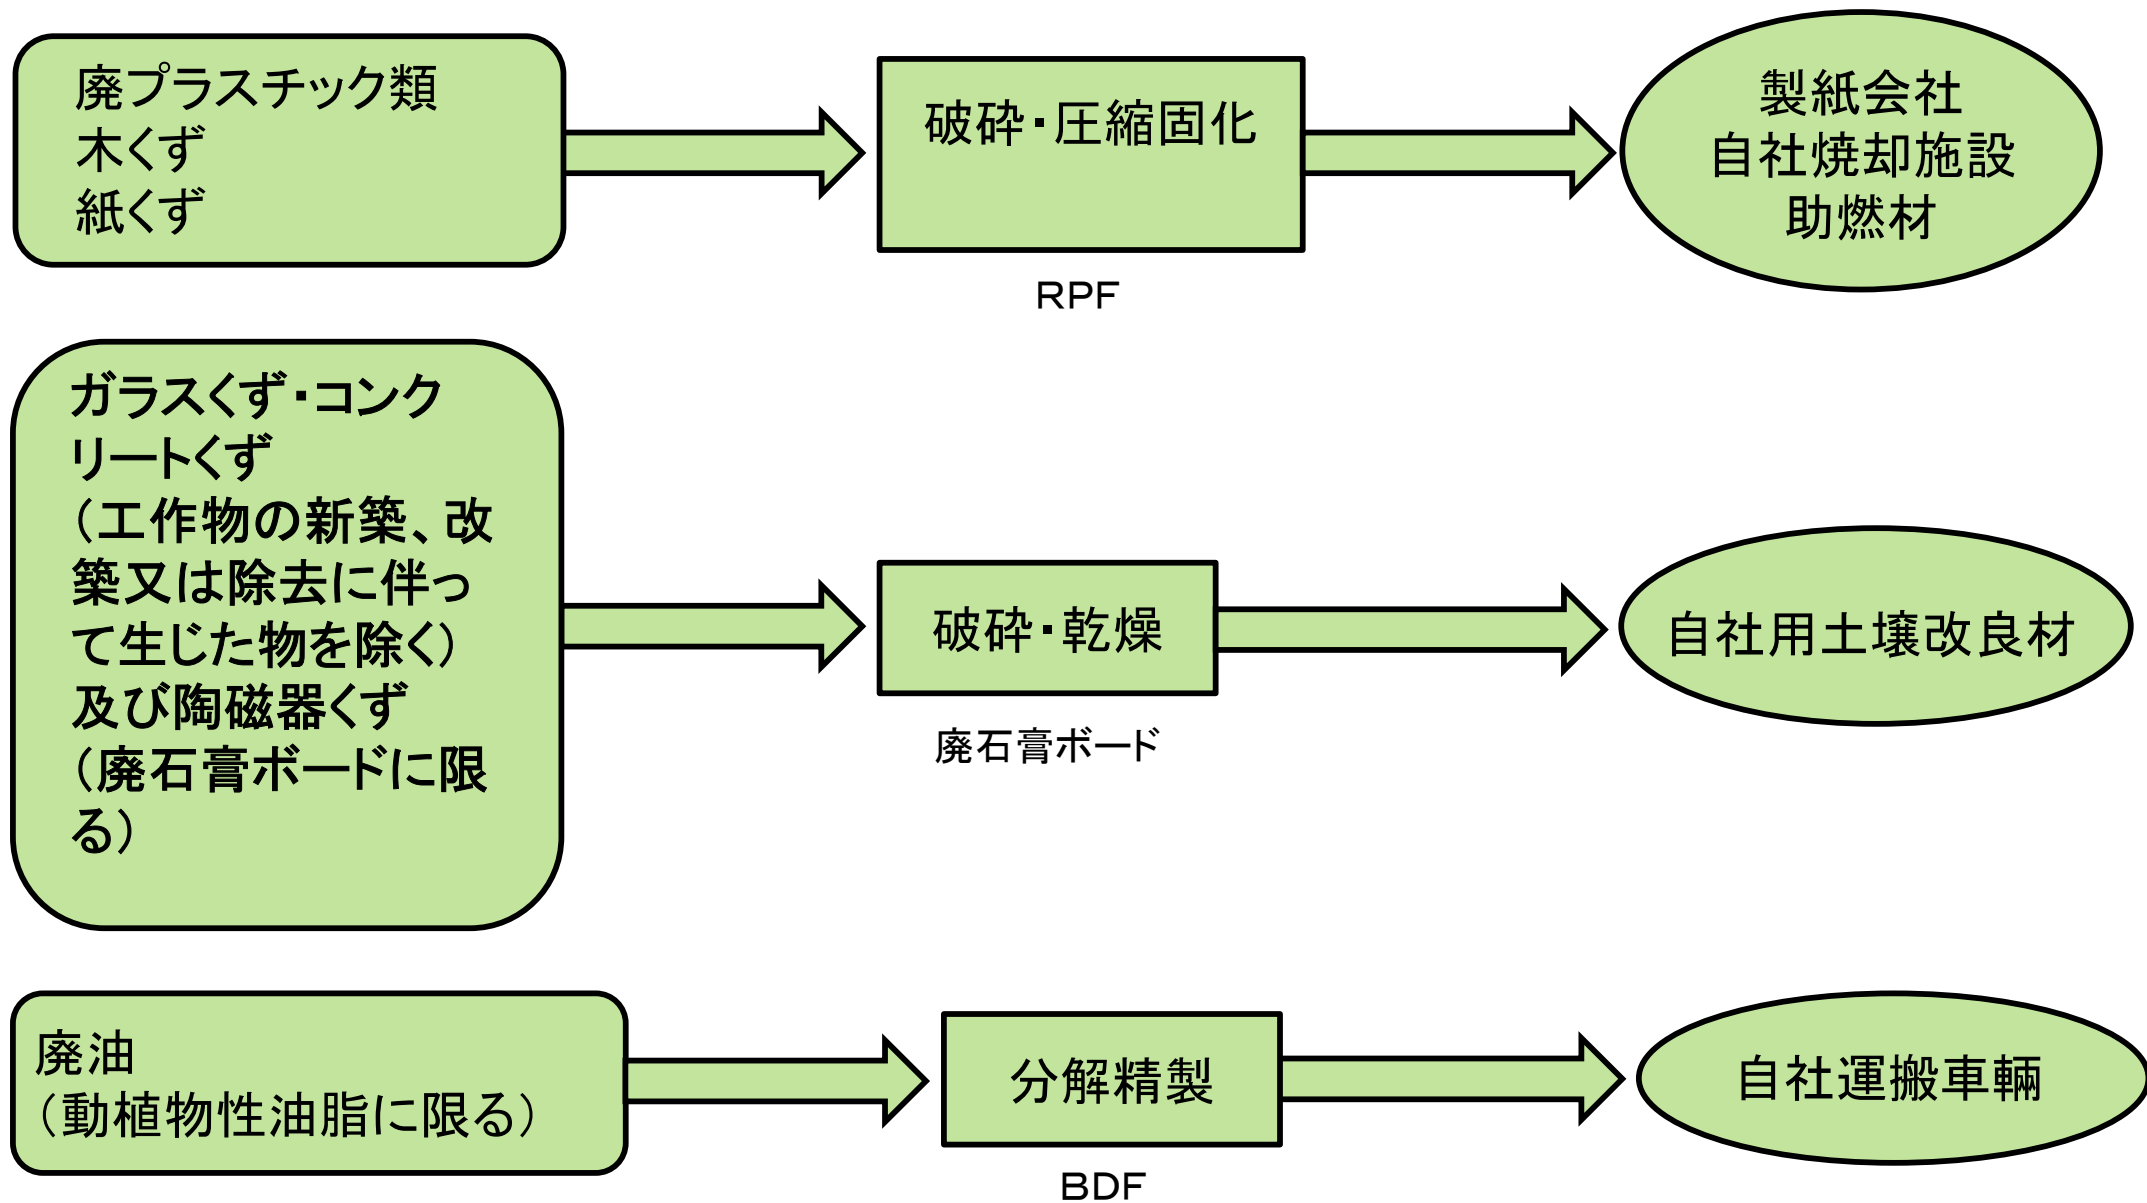 廃プラスチック類
木くず
紙くず
破砕・圧縮固化
RPF
製紙会社
自社焼却施設
助燃材
ガラスくず・コンク
リートくず
（工作物の新築、改
築又は除去に伴っ
て生じた物を除く）
及び陶磁器くず
（廃石膏ボードに限
る）
破砕・乾燥
廃石膏ボード
自社用土壌改良材
廃油
（動植物性油脂に限る）
分解精製
BDF
自社運搬車輛